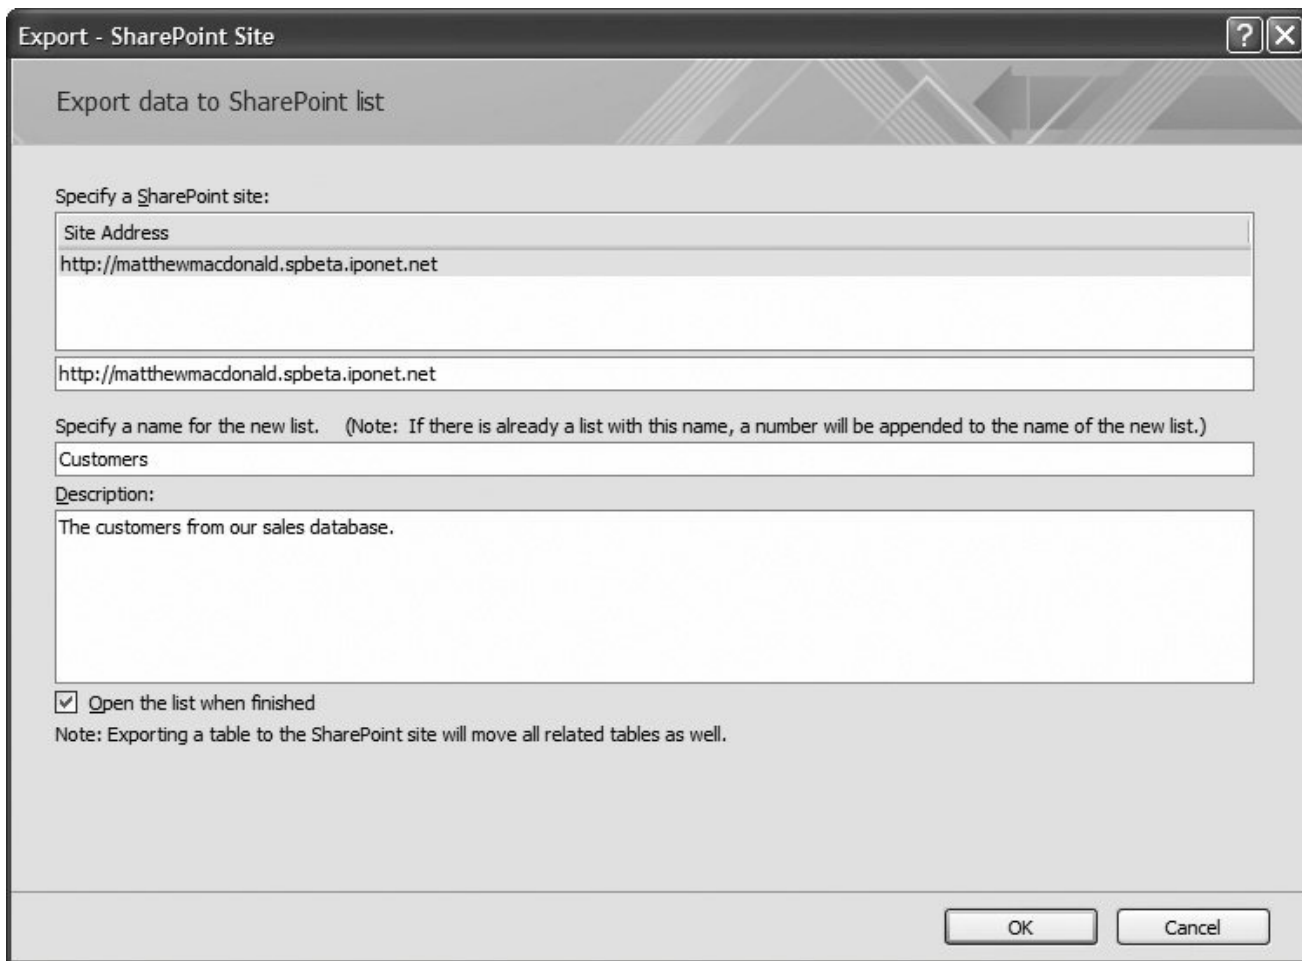 Export - SharePoint Site
Export data to SharePoint list
Specify a SharePoint site:
Site Address
http://matthewmacdonald.spbeta.iponet.net
http://matthewmacdonald.spbeta.iponet.net
Specify a name for the new list. (Note: If there is already a list with this name, a number will be appended to the name of the new list.)
Customers
Description:
The customers from our sales database.
Open the list when finished
Note: Exporting a table to the SharePoint site will move all related tables as well.
OK Cancel